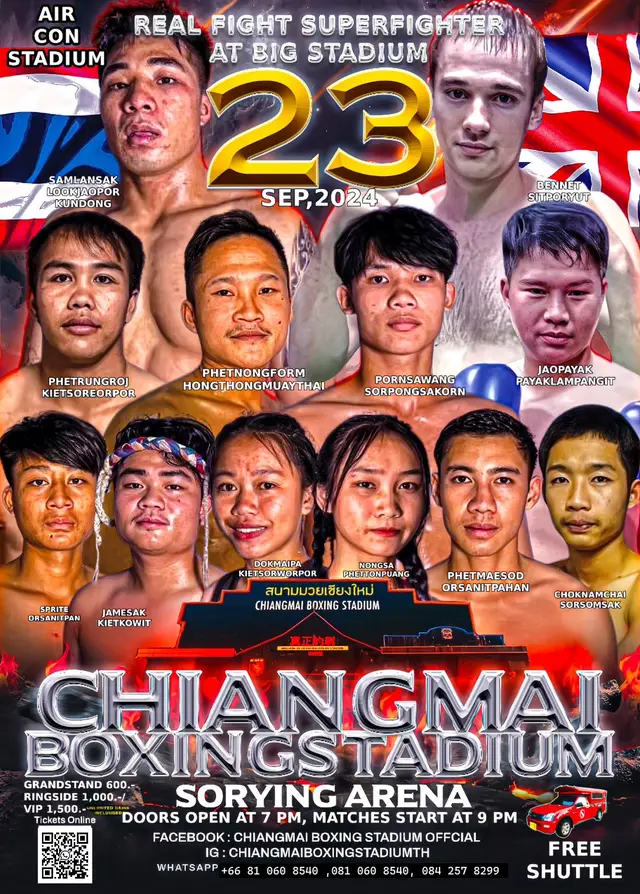 AIR
CON
STADIUM
REAL FIGHT SUPERFIGHTER
AT BIG STADIUM
23
SEP,2024
SAMLANSAK
LOOKJAOPOR
KUNDONG
BENNET
SITPORYUT
PHETRUNGROJ
KIETSOREORPOR
PHETNONGFORM
HONGTHONGMUAYTHAI
PORNSAWANG
SORPONGSAKORN
JAOPAYAK
PAYAKLAMPANGIT
SPRITE
ORSANITPAN
JAMESAK
KIETKOWIT
DOKMAIPA
KIETSORWORPOR
NONGSA
PHETTONPUANG
PHETMAESOD
ORSANITPAHAN
CHOKNAMCHAI
SORSOMSAK
สนามมวยเชียงใหม่
CHIANGMAI BOXING STADIUM
CHIANGMAI
BOXINGSTADIUM
GRANDSTAND 600.-
RINGSIDE 1,000.-
VIP 1,500.-
Tickets Online
SORYING ARENA
DOORS OPEN AT 7 PM, MATCHES START AT 9 PM
FACEBOOK : CHIANGMAI BOXING STADIUM OFFCIAL
IG : CHIANGMAIBOXINGSTADIUMTH
WHATSAPP +66 81 060 8540 ,081 060 8540, 084 257 8299
FREE
SHUTTLE